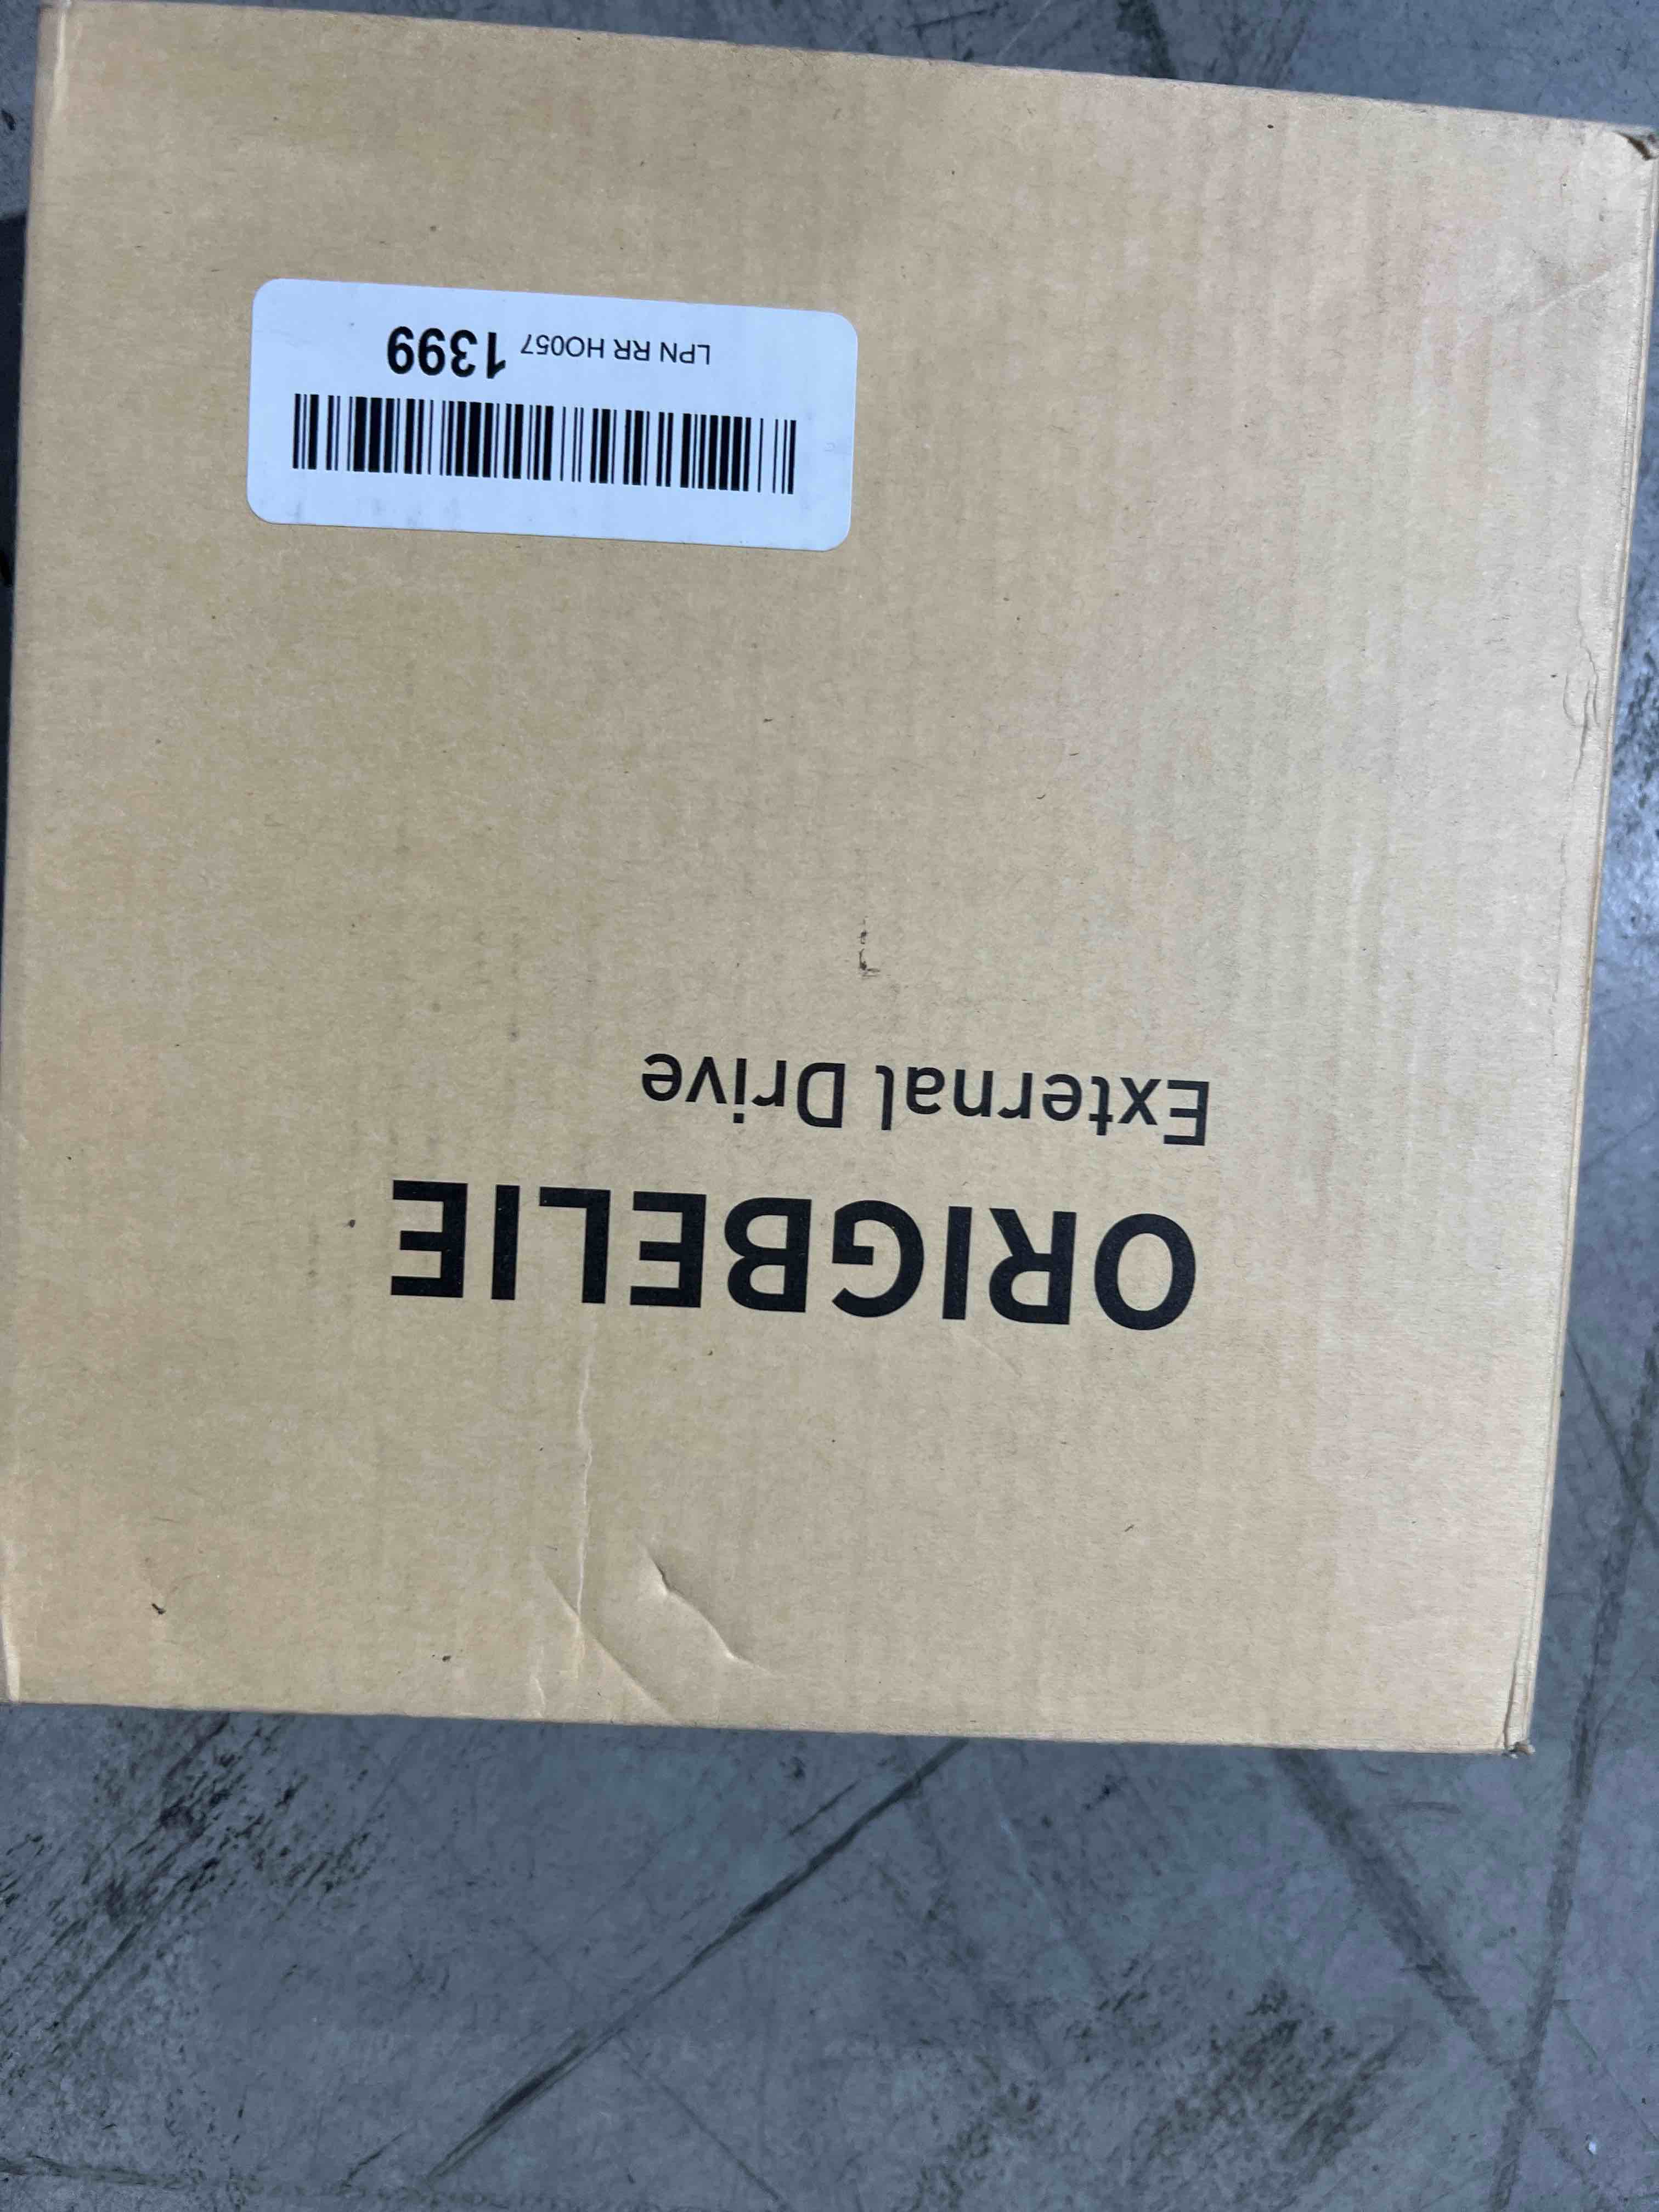 ORIGBELIE
External Drive
LPN RR HO057 1399